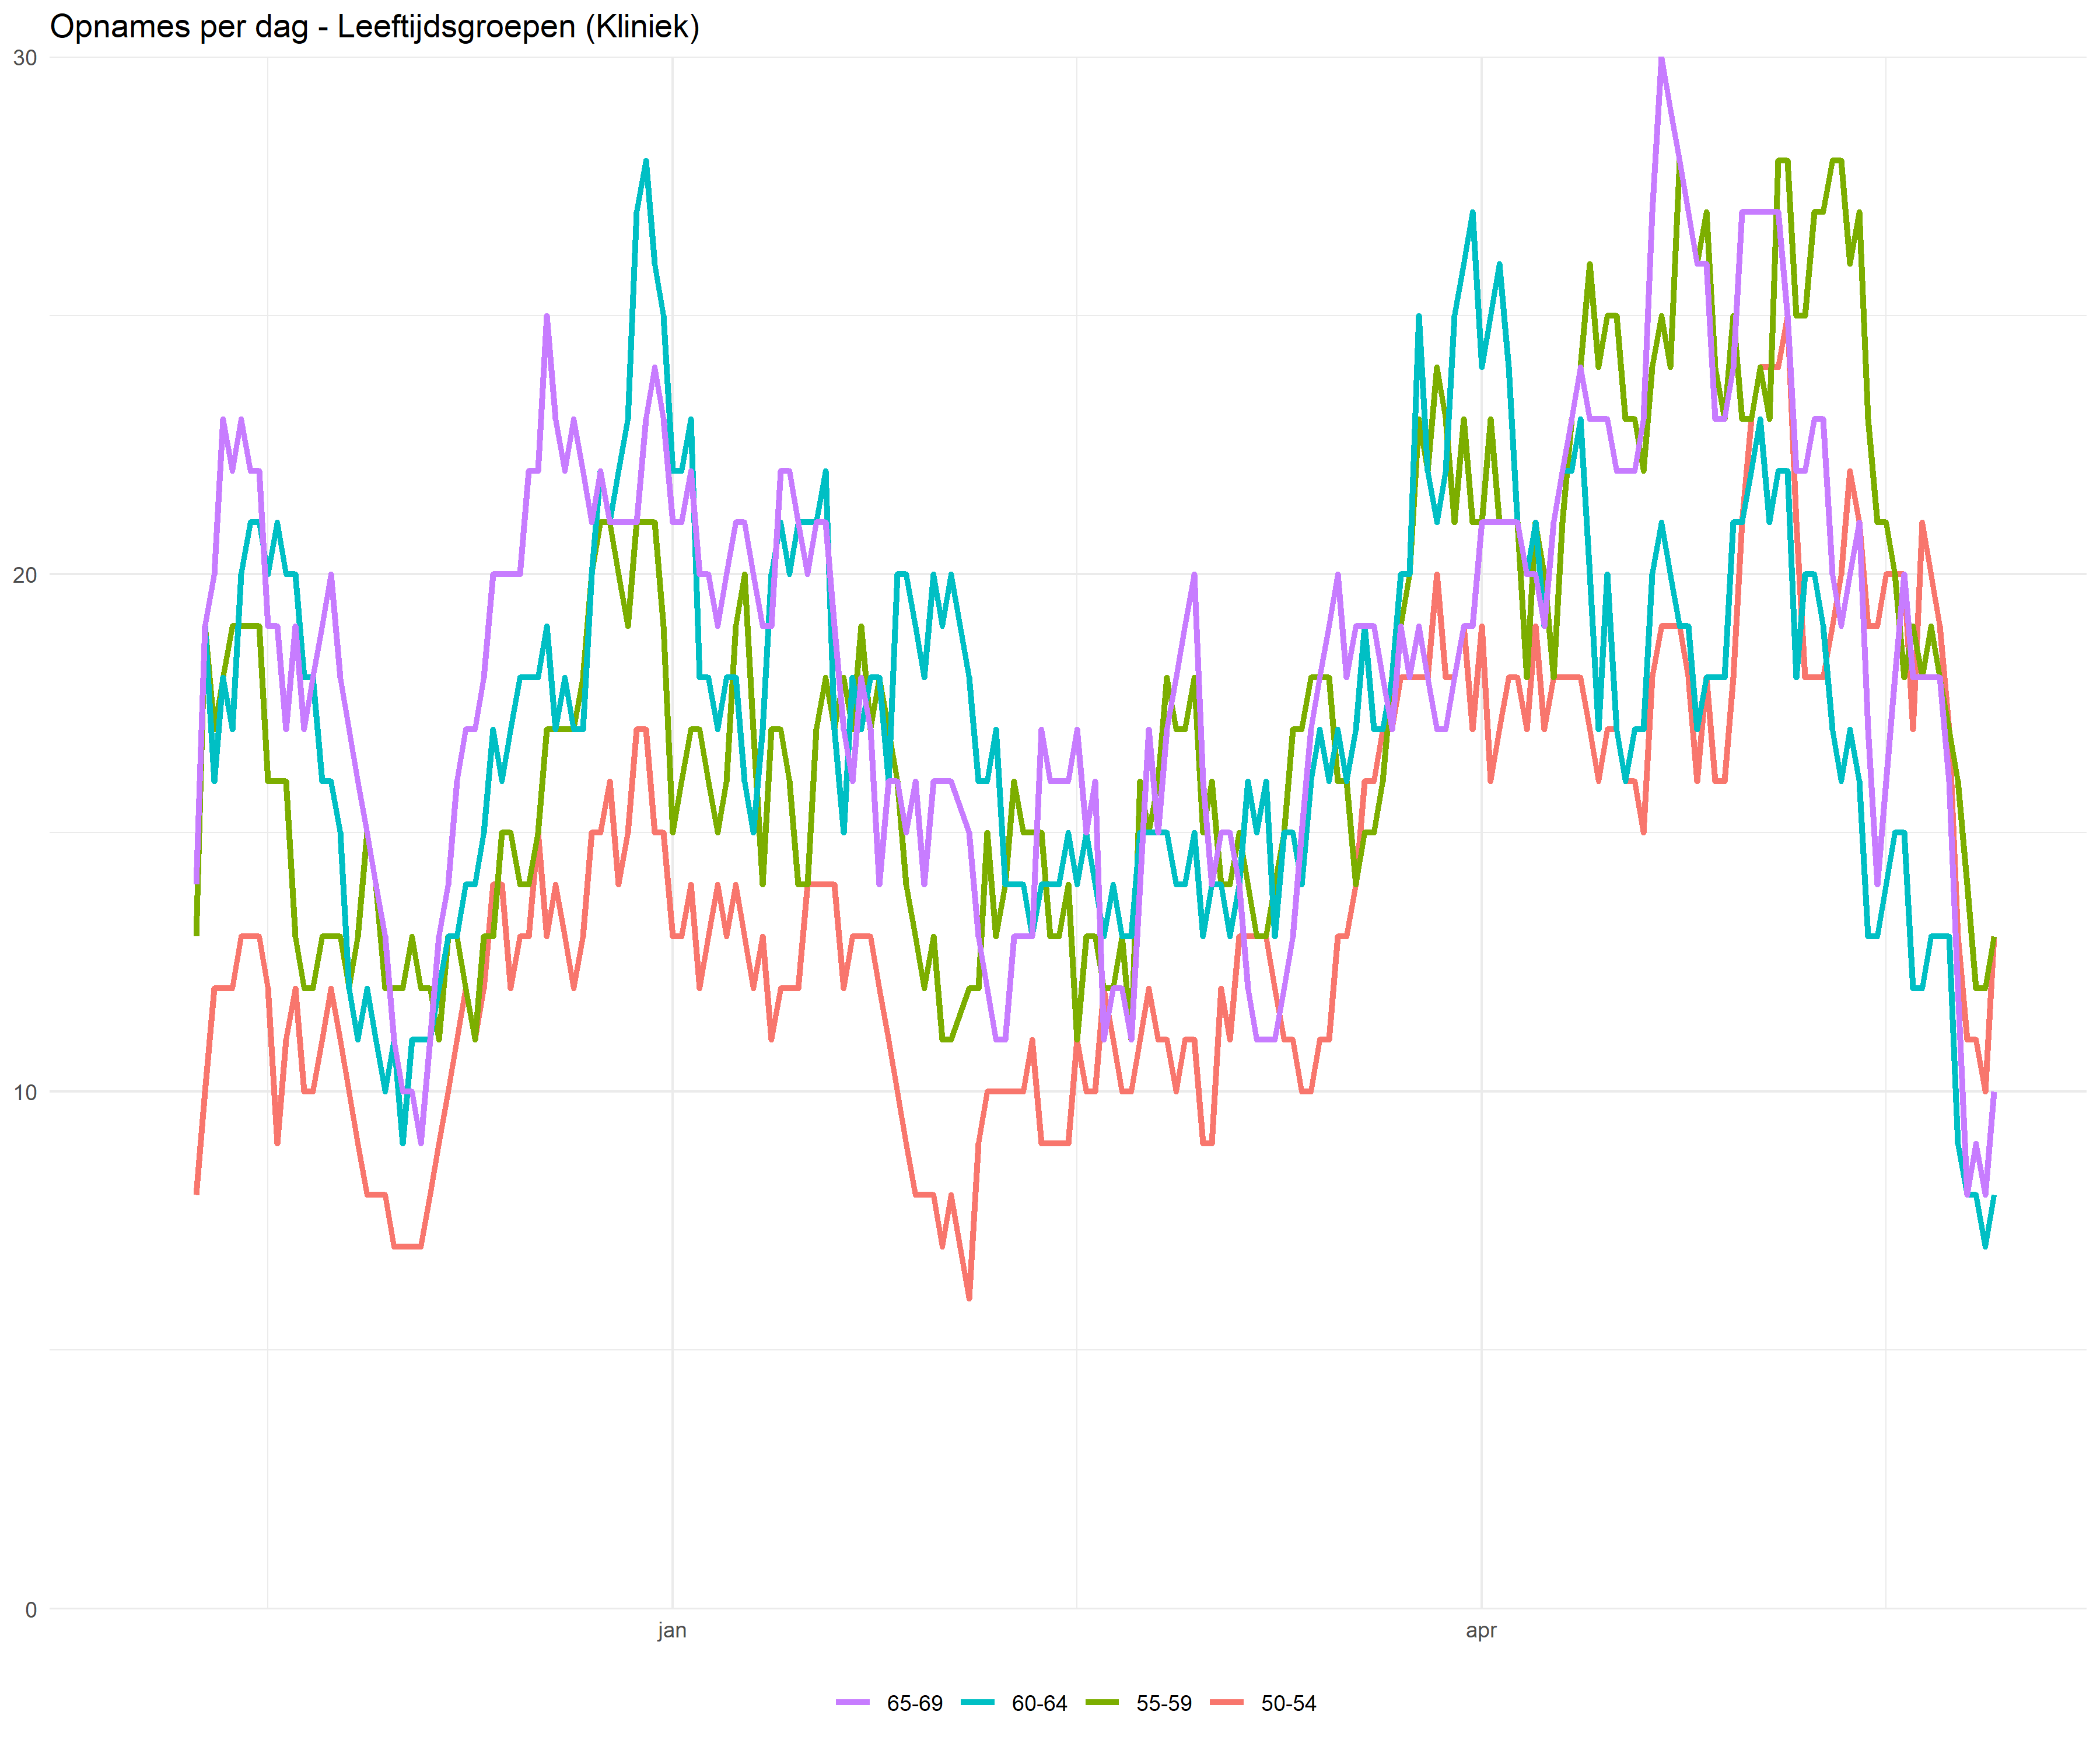 Opnames per dag - Leeftijdsgroepen (Kliniek)
30
20
10
0
jan apr
65-69 60-64 55-59 50-54